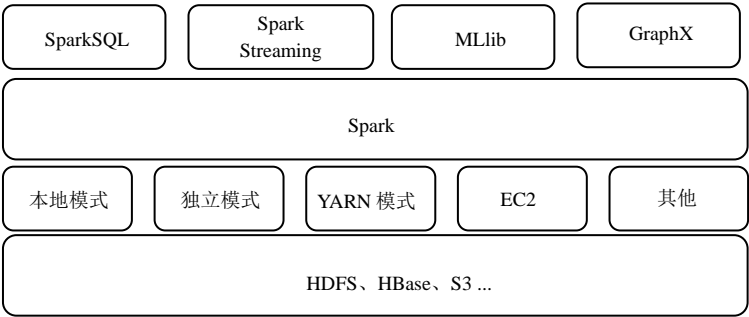 SparkSQL
Spark
Streaming
MLlib
GraphX
Spark
本地模式
独立模式
YARN 模式
EC2
其他
HDFS、HBase、S3 ...